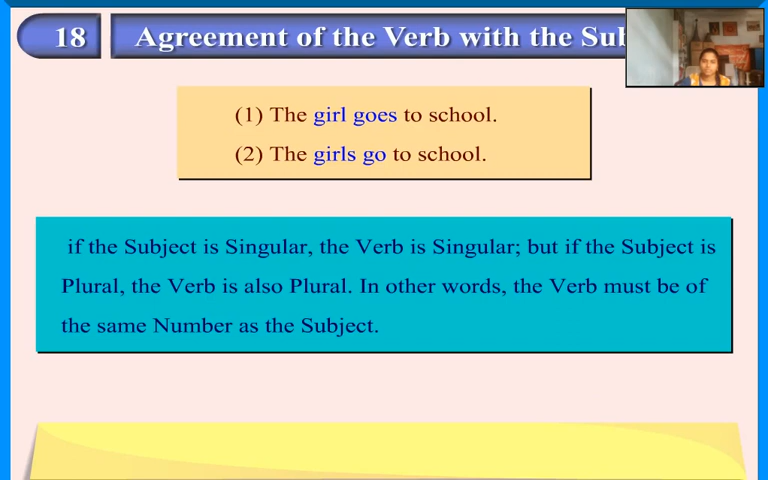 18 Agreement of the Verb with the
(1) The girl goes to school.
(2) The girls go to school.
if the Subject is Singular, the Verb is Singular; but if the Subject is
Plural, the Verb is also Plural. In other words, the Verb must be of
the same Number as the Subject.